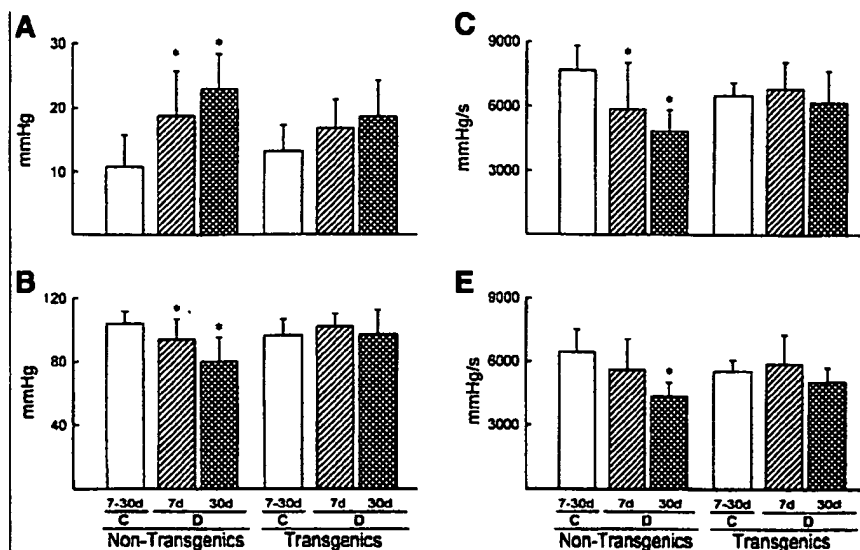 A
30
20
10
mmHg
*
*
C
9000
6000
3000
mmHg/s
*
*
B
120
80
40
mmHg
*
*
7-30d 7d 30d 7-30d 7d 30d
C D C D
Non-Transgenics Transgenics
E
9000
6000
3000
mmHg/s
*
7-30d 7d 30d 7-30d 7d 30d
C D C D
Non-Transgenics Transgenics